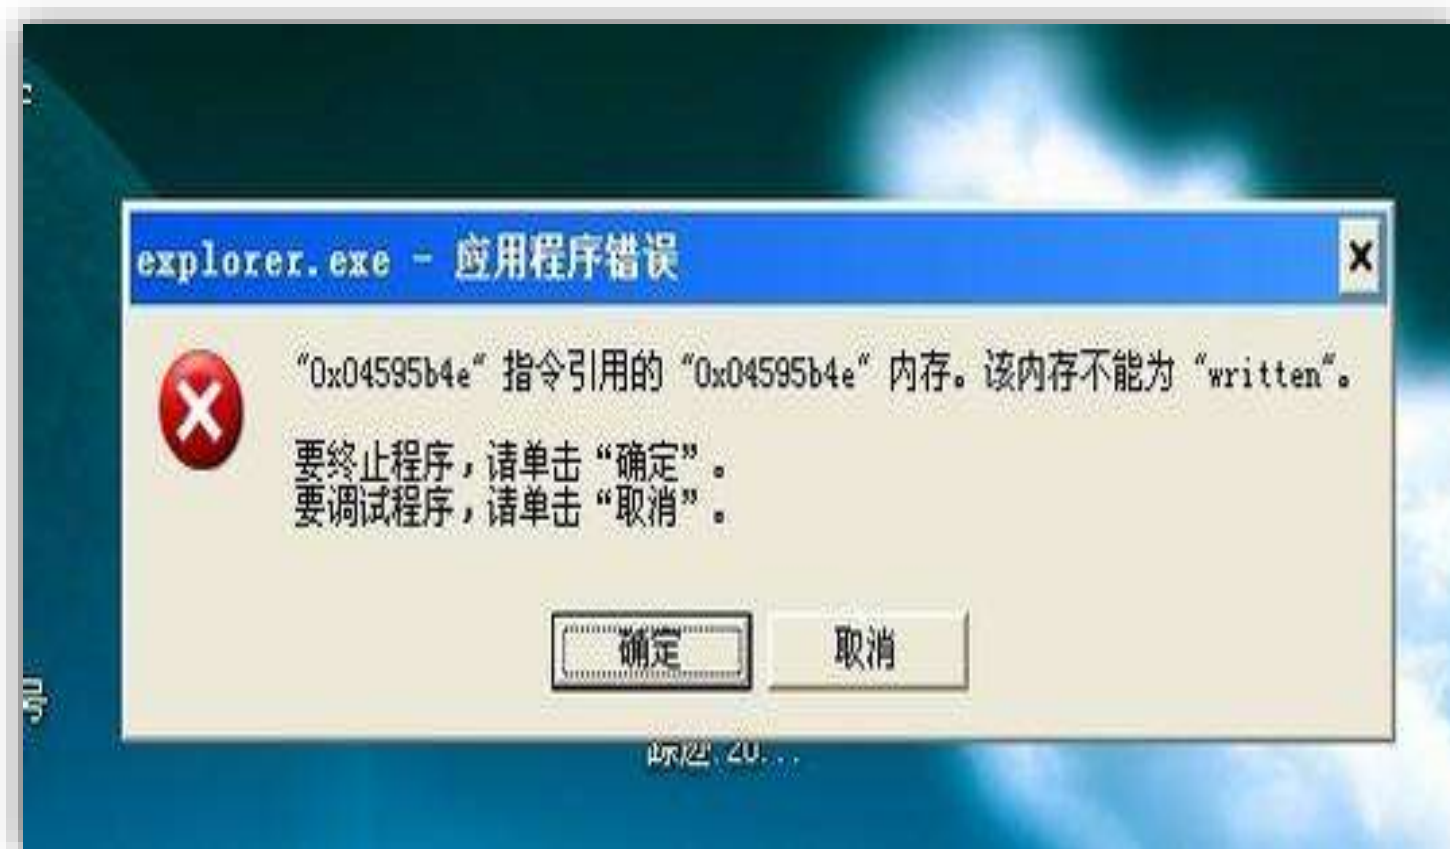 explorer.exe - 应用程序错误
“0x04595b4e” 指令引用的 “0x04595b4e” 内存。该内存不能为 “written”。
要终止程序，请单击“确定”。
要调试程序，请单击“取消”。
确定
取消
号
20...